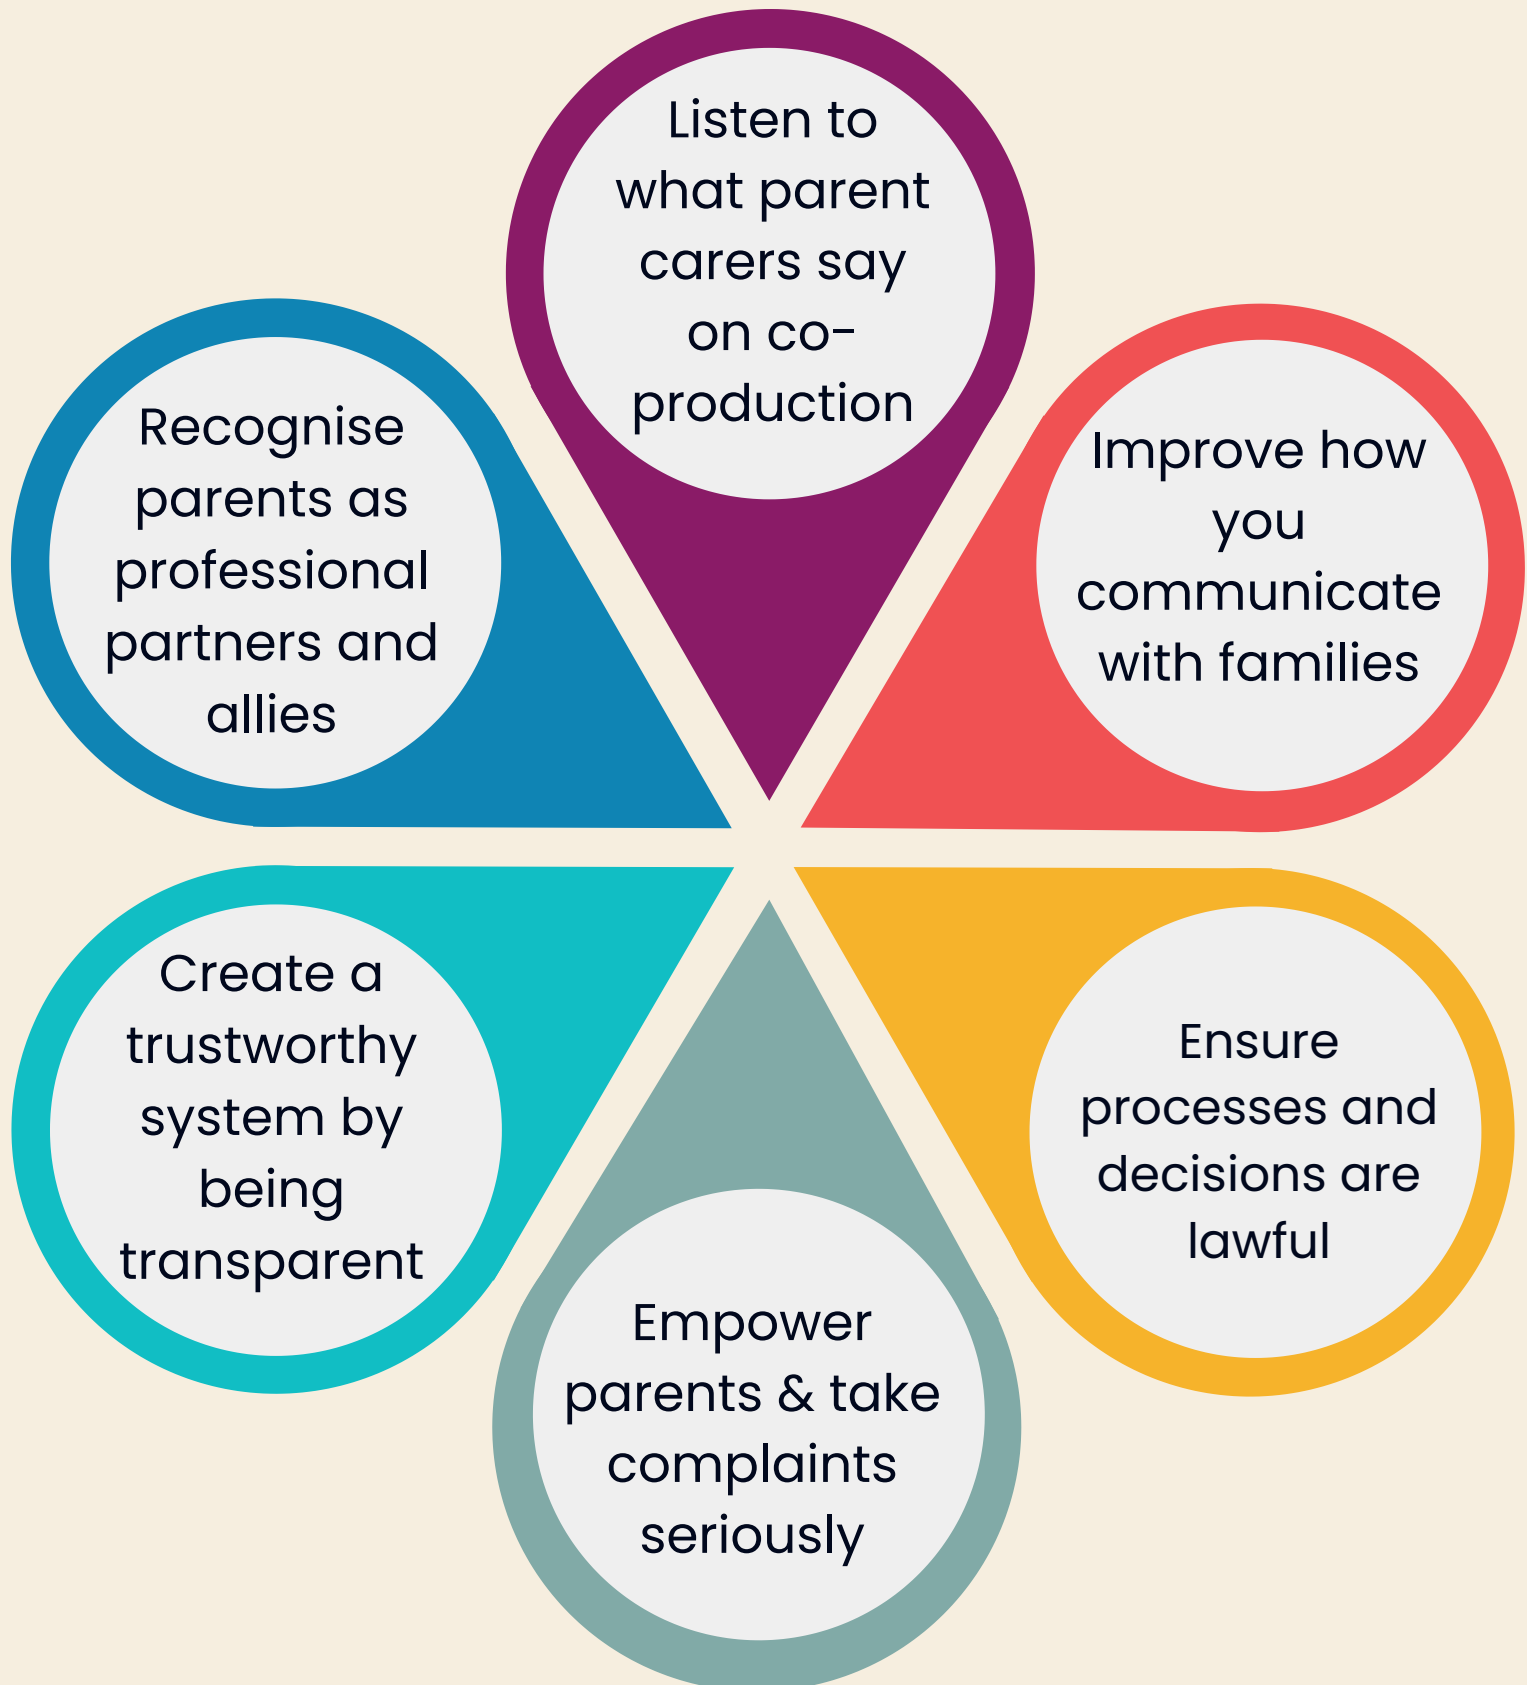 Listen to
what parent
carers say
on co-
production
Improve how
you
communicate
with families
Ensure
processes and
decisions are
lawful
Empower
parents & take
complaints
seriously
Create a
trustworthy
system by
being
transparent
Recognise
parents as
professional
partners and
allies